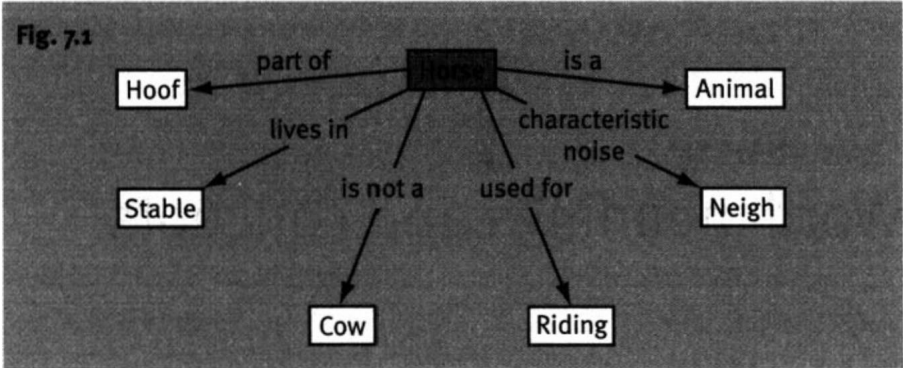 Fig. 7.1
part of
Horse
is a
Hoof
Animal
lives in
characteristic
noise
Stable
is not a
used for
Neigh
Cow
Riding